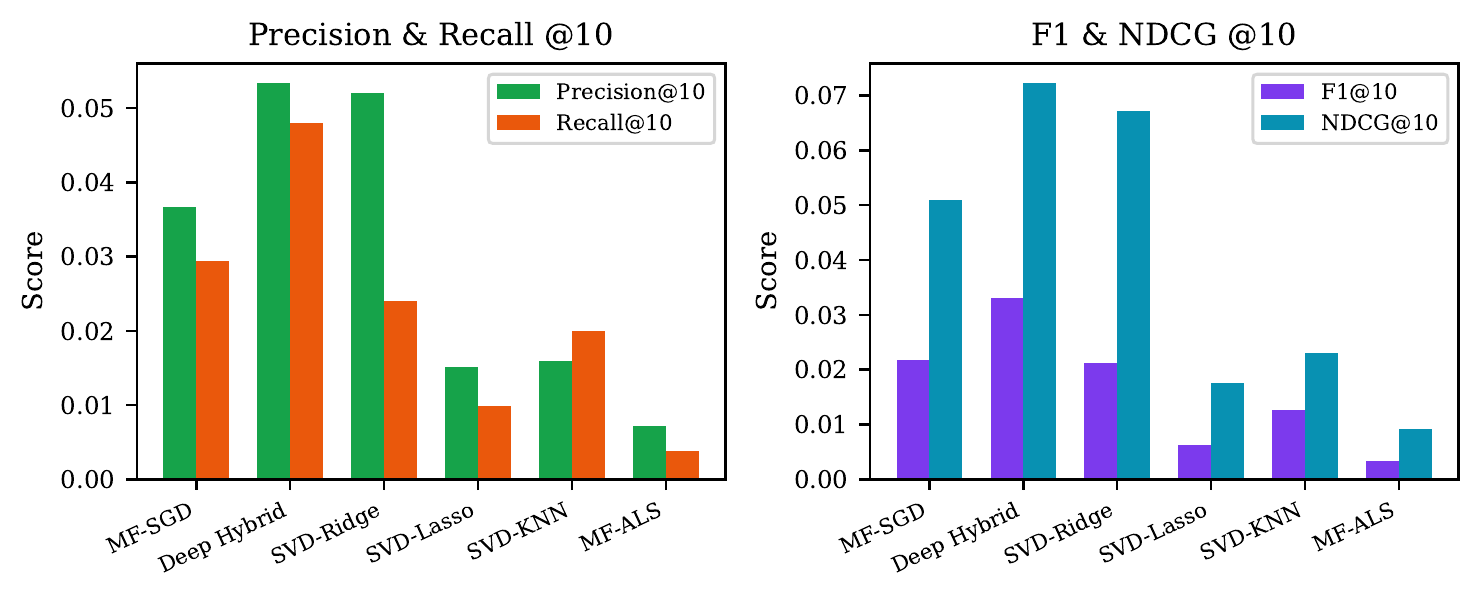 Precision & Recall @10
Score
0.05
0.04
0.03
0.02
0.01
0.00
Precision@10
Recall@10
MF-SGD
Deep Hybrid
SVD-Ridge
SVD-Lasso
SVD-KNN
MF-ALS
F1 & NDCG @10
Score
0.07
0.06
0.05
0.04
0.03
0.02
0.01
0.00
F1@10
NDCG@10
MF-SGD
Deep Hybrid
SVD-Ridge
SVD-Lasso
SVD-KNN
MF-ALS